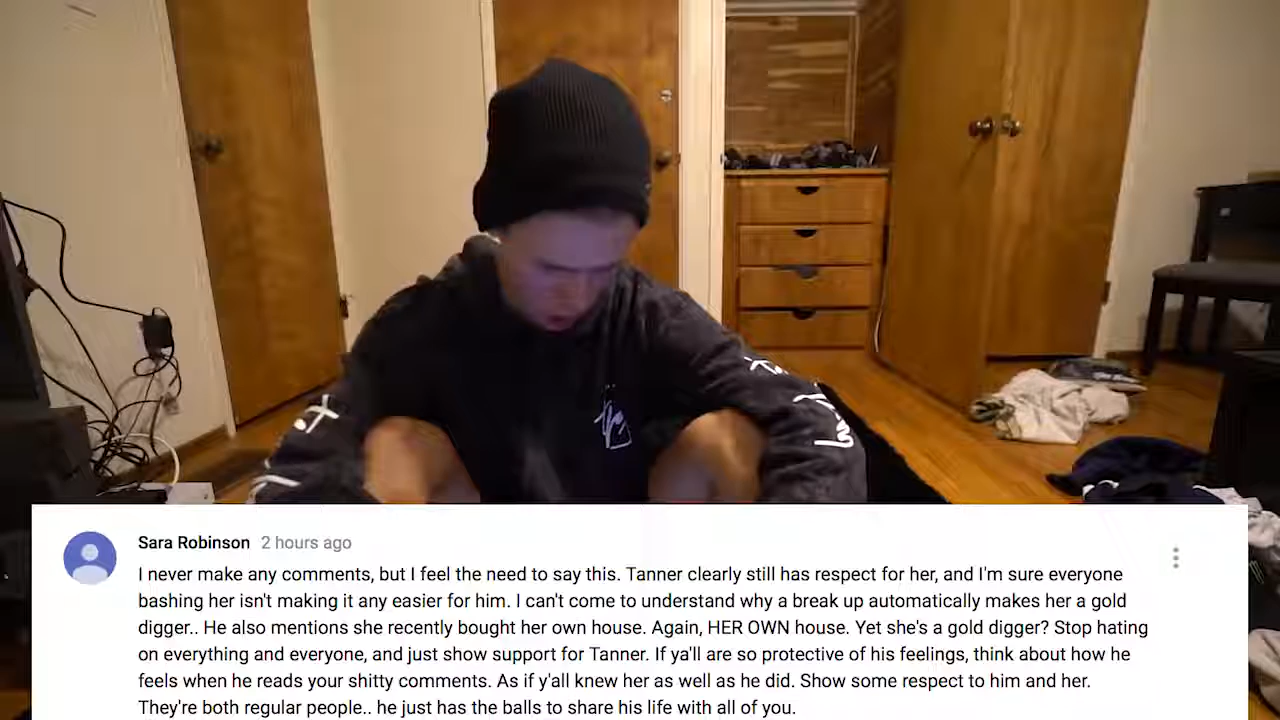 Sara Robinson 2 hours ago
I never make any comments, but I feel the need to say this. Tanner clearly still has respect for her, and I'm sure everyone
bashing her isn't making it any easier for him. I can't come to understand why a break up automatically makes her a gold
digger.. He also mentions she recently bought her own house. Again, HER OWN house. Yet she's a gold digger? Stop hating
on everything and everyone, and just show support for Tanner. If ya'll are so protective of his feelings, think about how he
feels when he reads your shitty comments. As if y'all knew her as well as he did. Show some respect to him and her.
They're both regular people.. he just has the balls to share his life with all of you.